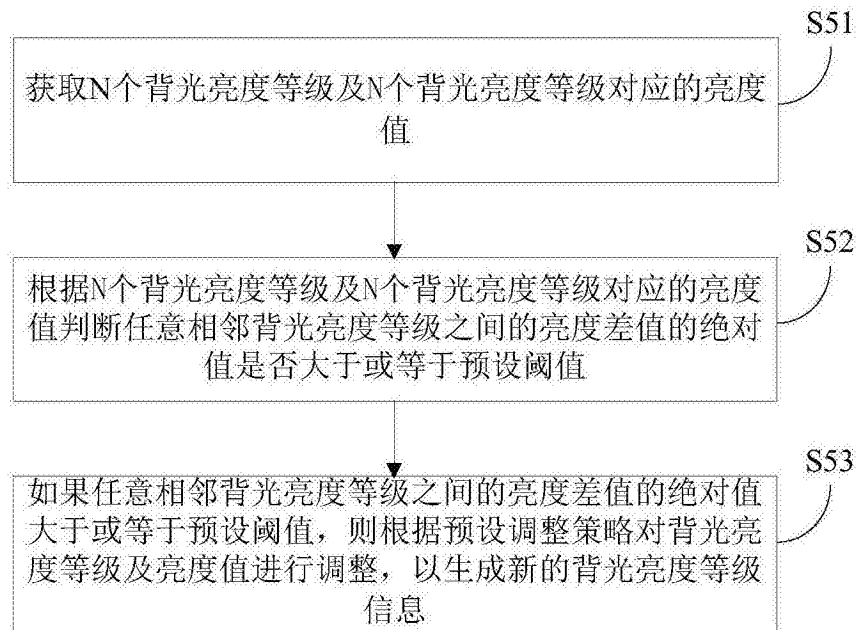 S51
获取N个背光亮度等级及N个背光亮度等级对应的亮度
值
S52
根据N个背光亮度等级及N个背光亮度等级对应的亮度
值判断任意相邻背光亮度等级之间的亮度差值的绝对
值是否大于或等于预设阈值
S53
如果任意相邻背光亮度等级之间的亮度差值的绝对值
大于或等于预设阈值，则根据预设调整策略对背光亮
度等级及亮度值进行调整，以生成新的背光亮度等级
信息